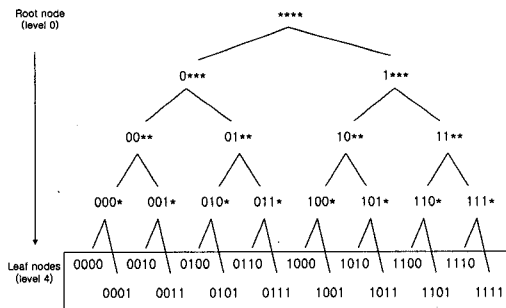 Root node
(level 0)
****
0*** 1***
00** 01** 10** 11**
000* 001* 010* 011* 100* 101* 110* 111*
Leaf nodes
(level 4)
0000 0010 0100 0110 1000 1010 1100 1110
0001 0011 0101 0111 1001 1011 1101 1111